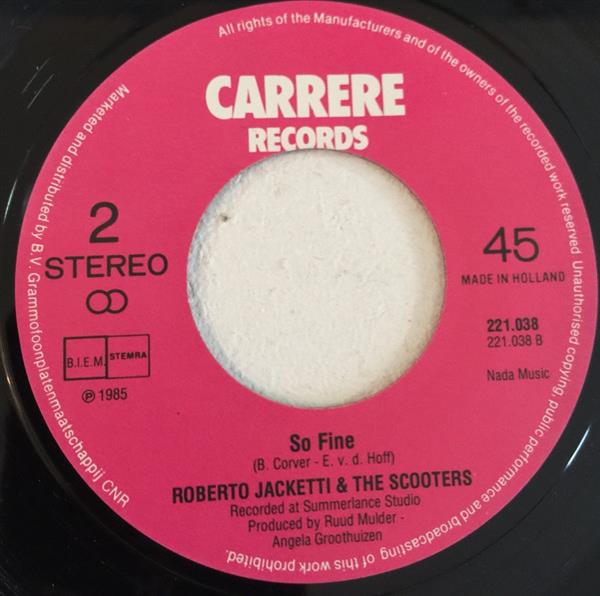 All rights of the Manufacturers and of the owners of the recorded work reserved. Unauthorised copying, public performance and broadcasting of this work prohibited.
Marketed and distributed by B.V. Grammofoonplatenmaatschappij CNR
CARRERE
RECORDS
2
STEREO
45
MADE IN HOLLAND
221.038
221.038 B
B.I.E.M. STEMRA
Nada Music
℗ 1985
So Fine
(B. Corver - E. v. d. Hoff)
ROBERTO JACKETTI & THE SCOOTERS
Recorded at Summerlance Studio
Produced by Ruud Mulder -
Angela Groothuizen